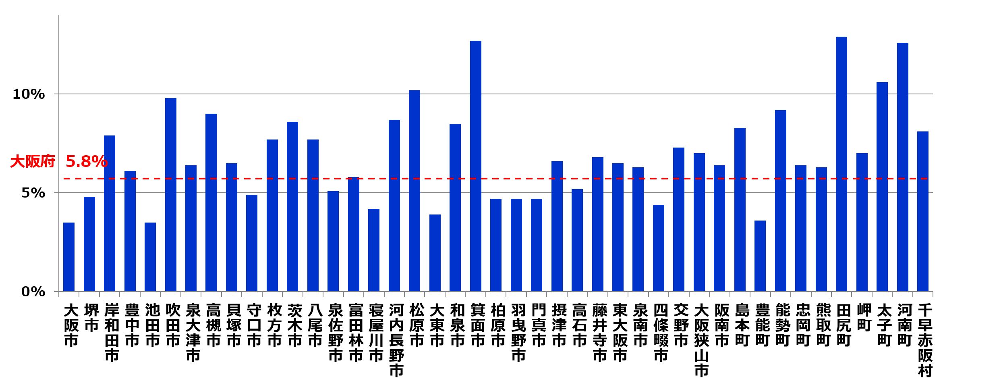 10%
大阪府 5.8%
5%
0%
大阪市
堺市
岸和田市
豊中市
池田市
吹田市
泉大津市
高槻市
貝塚市
守口市
枚方市
茨木市
八尾市
泉佐野市
富田林市
寝屋川市
河内長野市
松原市
大東市
和泉市
箕面市
柏原市
羽曳野市
門真市
摂津市
高石市
藤井寺市
東大阪市
泉南市
四條畷市
交野市
大阪狭山市
阪南市
島本町
豊能町
能勢町
忠岡町
熊取町
田尻町
岬町
太子町
河南町
千早赤阪村